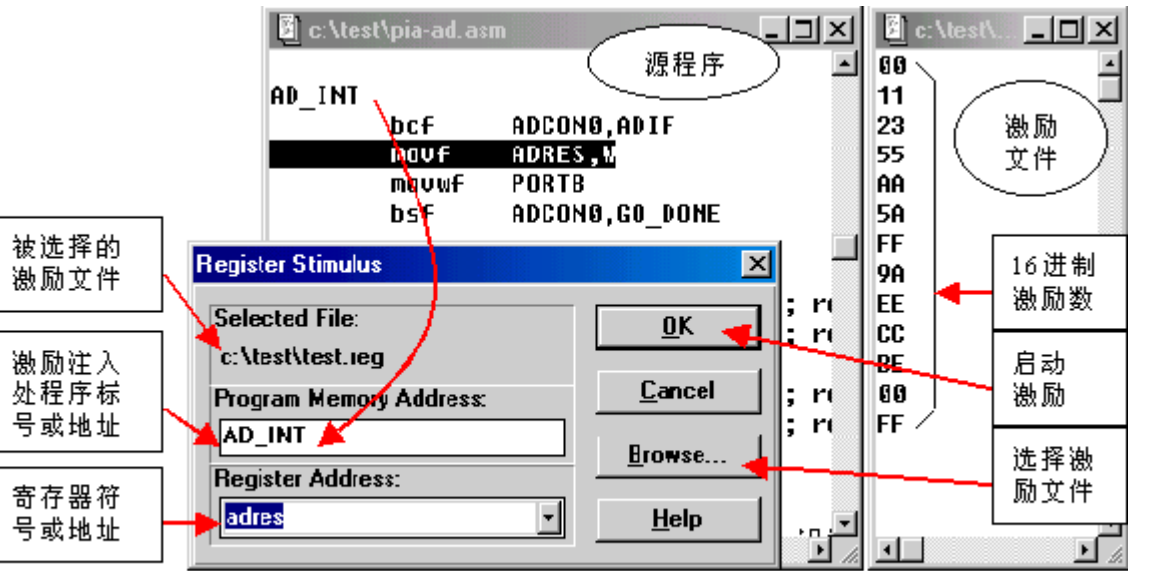 c:\test\pia-ad.asm
源程序
AD_INT
bcf ADCON0,ADIF
movf ADRES,W
movwf PORTB
bsf ADCON0,GO_DONE
; re
; re
; re
; re
c:\test\...
00
11
23
55
AA
5A
FF
9A
EE
CC
BE
00
FF
激励
文件
被选择的
激励文件
激励注入
处程序标
号或地址
寄存器符
号或地址
Register Stimulus
Selected File:
c:\test\test.reg
Program Memory Address:
AD_INT
Register Address:
adres
OK
Cancel
Browse...
Help
16进制
激励数
启动
激励
选择激
励文件